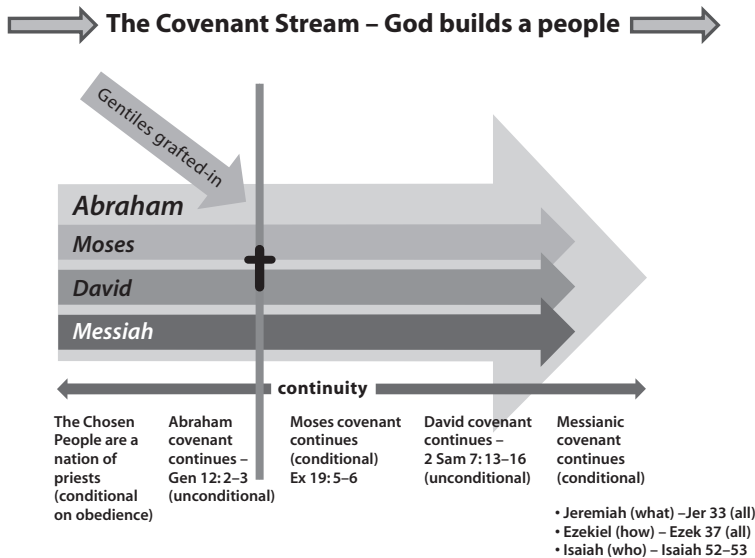 The Covenant Stream – God builds a people
Gentiles grafted-in
Abraham
Moses
David
Messiah
continuity
The Chosen
People are a
nation of
priests
(conditional
on obedience)
Abraham
covenant
continues –
Gen 12:2–3
(unconditional)
Moses covenant
continues
(conditional)
Ex 19:5–6
David covenant
continues –
2 Sam 7:13–16
(unconditional)
Messianic
covenant
continues
(conditional)
• Jeremiah (what) –Jer 33 (all)
• Ezekiel (how) – Ezek 37 (all)
• Isaiah (who) – Isaiah 52–53